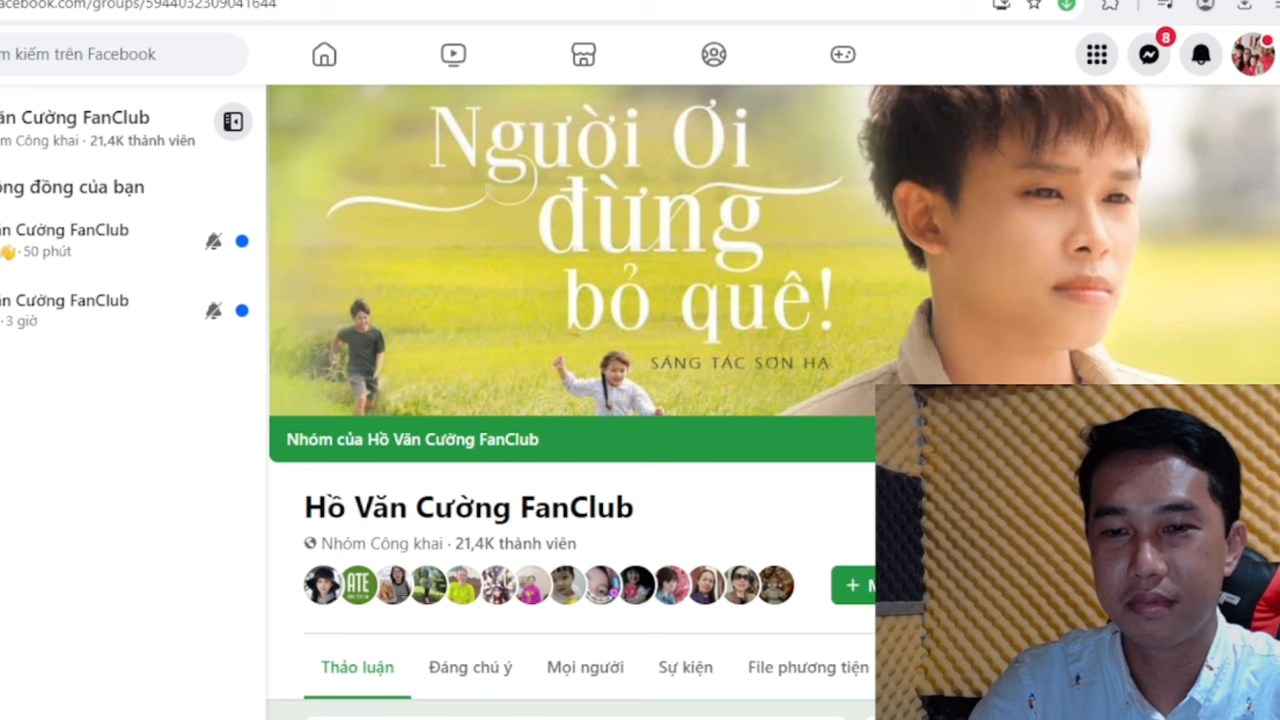 acebook.com/groups/5944032309041644
m kiếm trên Facebook
8
ăn Cường FanClub
m Công khai · 21,4K thành viên
ộng đồng của bạn
ăn Cường FanClub
· 50 phút
ăn Cường FanClub
· 3 giờ
Người Ơi
đừng
bỏ quê!
SÁNG TÁC SƠN HẠ
Nhóm của Hồ Văn Cường FanClub
Hồ Văn Cường FanClub
Nhóm Công khai · 21,4K thành viên
ATE
+ M
Thảo luận
Đáng chú ý
Mọi người
Sự kiện
File phương tiện